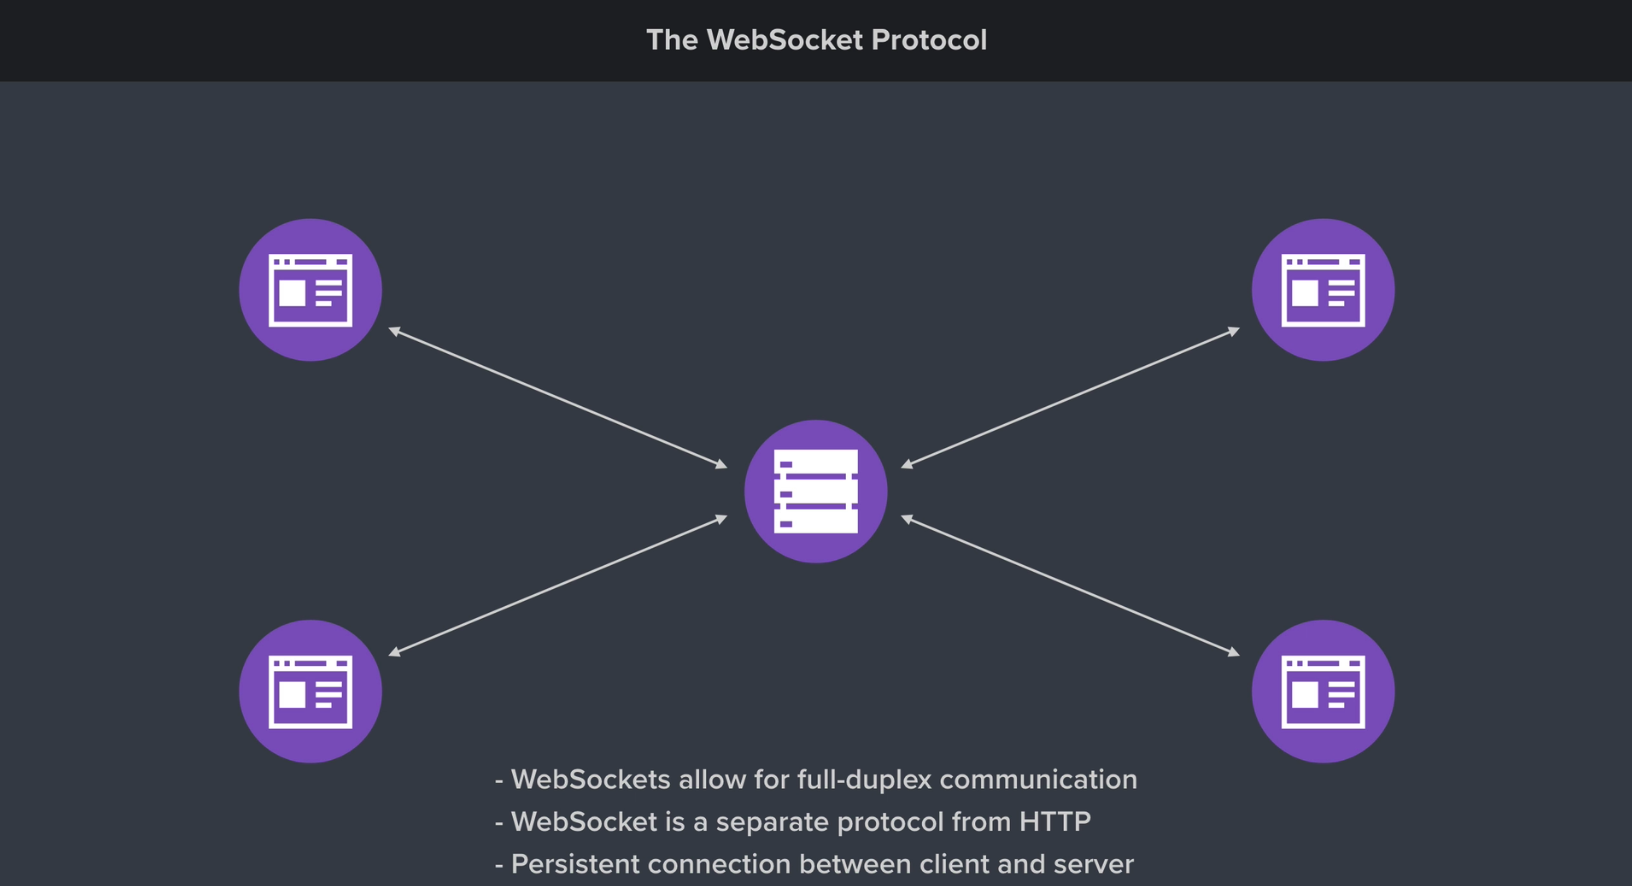 The WebSocket Protocol
- WebSockets allow for full-duplex communication
- WebSocket is a separate protocol from HTTP
- Persistent connection between client and server